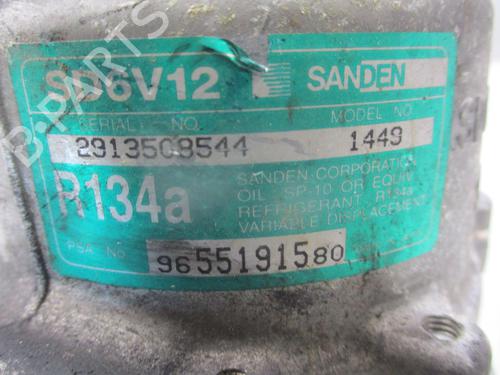 SD6V12 SANDEN
SERIAL NO. MODEL NO.
2913508544 1449
R134a
SANDEN CORPORATION
OIL SP-10 OR EQUIV.
REFRIGERANT R134a
VARIABLE DISPLACEMENT
PSA No. 9655191580
B-PARTS